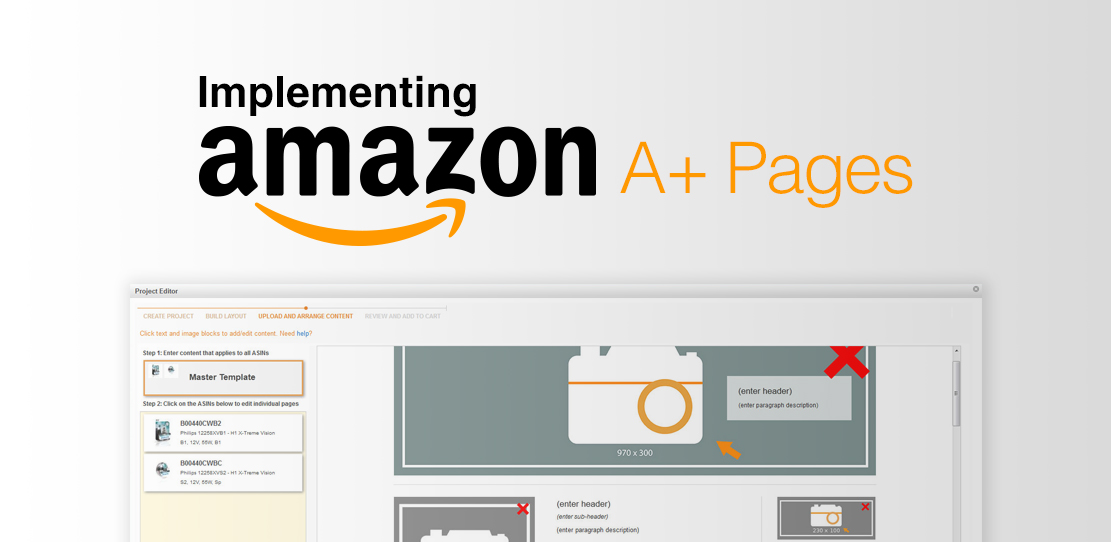 Implementing
amazon A+ Pages
Project Editor
CREATE PROJECT BUILD LAYOUT UPLOAD AND ARRANGE CONTENT REVIEW AND ADD TO CART
Click text and image blocks to add/edit content. Need help?
Step 1: Enter content that applies to all ASINs
Master Template
Step 2: Click on the ASINs below to edit individual pages
B00440CWB2
Philips 12258XVB1 - H1 X-Treme Vision
B1, 12V, 55W, B1
B00440CWBC
Philips 12258XVS2 - H1 X-Treme Vision
S2, 12V, 55W, Sp
(enter header)
(enter paragraph description)
970 x 300
(enter header)
(enter sub-header)
(enter paragraph description)
230 x 100